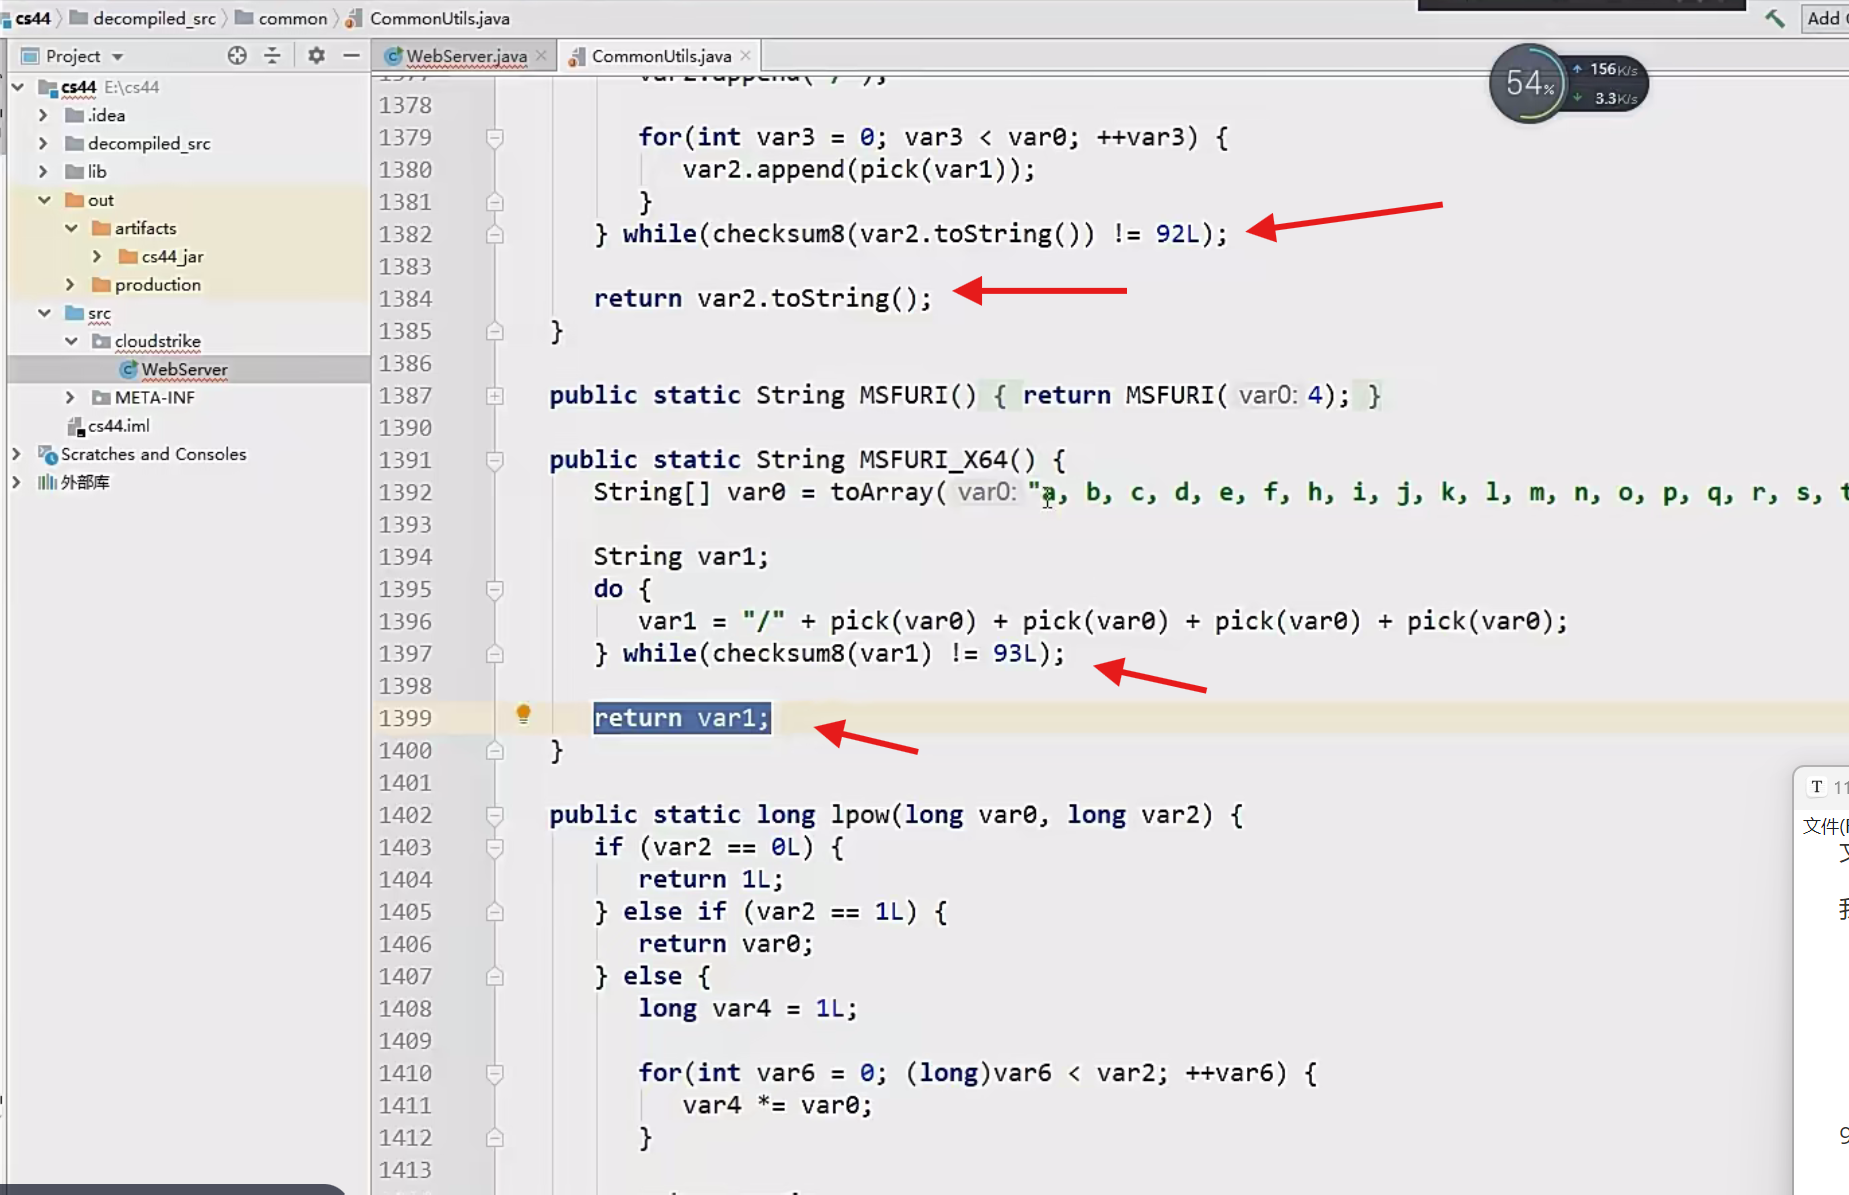 cs44 decompiled_src common CommonUtils.java
Add
Project
WebServer.java
CommonUtils.java
54%
156K/s
3.3K/s
cs44 E:\cs44
.idea
decompiled_src
lib
out
artifacts
cs44_jar
production
src
cloudstrike
WebServer
META-INF
cs44.iml
Scratches and Consoles
外部库
1377 var2.append("/");
1378
1379 for(int var3 = 0; var3 < var0; ++var3) {
1380 var2.append(pick(var1));
1381 }
1382 } while(checksum8(var2.toString()) != 92L);
1383
1384 return var2.toString();
1385 }
1386
1387 public static String MSFURI() { return MSFURI( var0: 4); }
1390
1391 public static String MSFURI_X64() {
1392 String[] var0 = toArray( var0: "a, b, c, d, e, f, h, i, j, k, l, m, n, o, p, q, r, s, t
1393
1394 String var1;
1395 do {
1396 var1 = "/" + pick(var0) + pick(var0) + pick(var0) + pick(var0);
1397 } while(checksum8(var1) != 93L);
1398
1399 return var1;
1400 }
1401
1402 public static long lpow(long var0, long var2) {
1403 if (var2 == 0L) {
1404 return 1L;
1405 } else if (var2 == 1L) {
1406 return var0;
1407 } else {
1408 long var4 = 1L;
1409
1410 for(int var6 = 0; (long)var6 < var2; ++var6) {
1411 var4 *= var0;
1412 }
1413
T 11
文件(